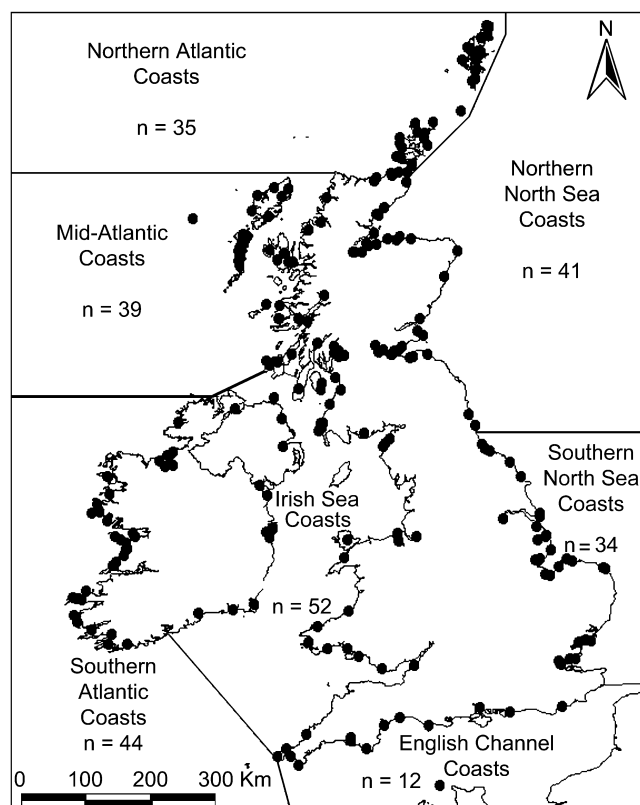 Northern Atlantic
Coasts
n = 35
N
Northern
North Sea
Coasts
n = 41
Mid-Atlantic
Coasts
n = 39
Southern
North Sea
Coasts
n = 34
Irish Sea
Coasts
n = 52
Southern
Atlantic
Coasts
n = 44
English Channel
Coasts
n = 12
0 100 200 300 Km